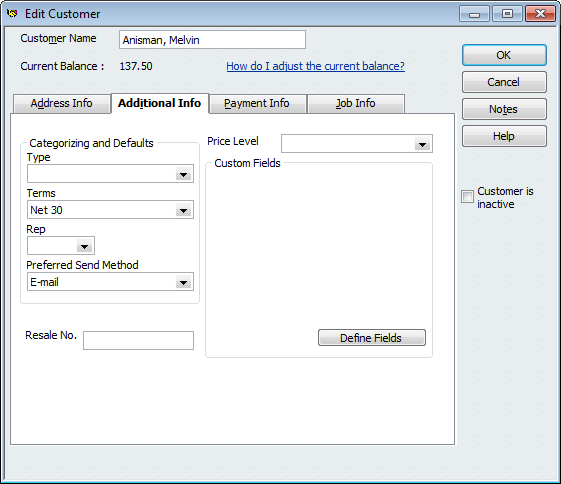 Edit Customer
Customer Name
Anisman, Melvin
Current Balance :
137.50
How do I adjust the current balance?
OK
Cancel
Notes
Help
Address Info
Additional Info
Payment Info
Job Info
Categorizing and Defaults
Type
Terms
Net 30
Rep
Preferred Send Method
E-mail
Resale No.
Price Level
Custom Fields
Define Fields
Customer is
inactive